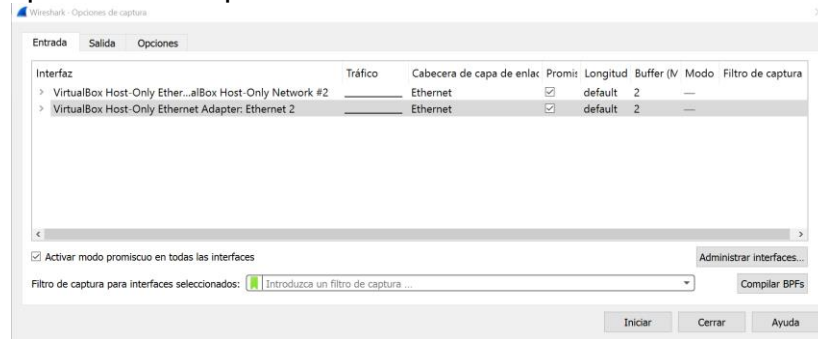 Wireshark · Opciones de captura
Entrada Salida Opciones
Interfaz Tráfico Cabecera de capa de enlac Promis Longitud Buffer (M Modo Filtro de captura
VirtualBox Host-Only Ether...alBox Host-Only Network #2 Ethernet default 2 —
VirtualBox Host-Only Ethernet Adapter: Ethernet 2 Ethernet default 2 —
Activar modo promiscuo en todas las interfaces Administrar interfaces...
Filtro de captura para interfaces seleccionados: Introduzca un filtro de captura ... Compilar BPFs
Iniciar Cerrar Ayuda